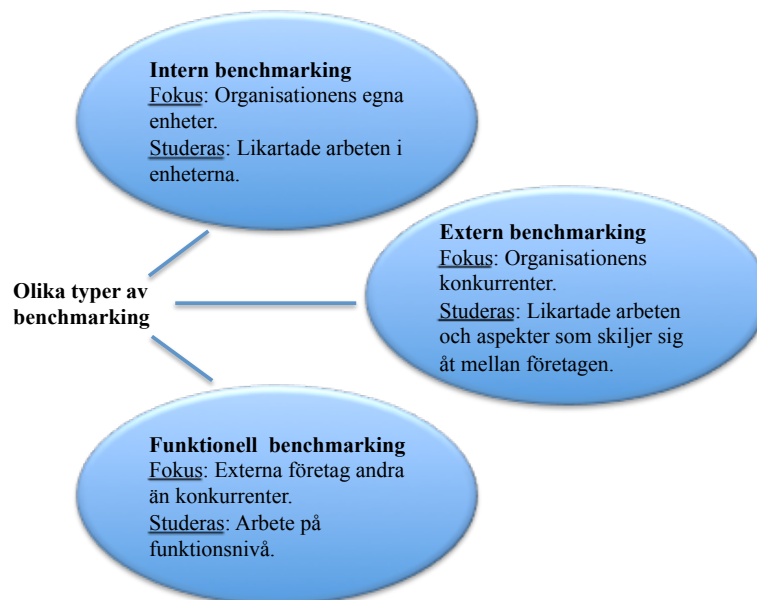 Intern benchmarking
Fokus: Organisationens egna
enheter.
Studeras: Likartade arbeten i
enheterna.
Extern benchmarking
Fokus: Organisationens
konkurrenter.
Studeras: Likartade arbeten
och aspekter som skiljer sig
åt mellan företagen.
Olika typer av
benchmarking
Funktionell benchmarking
Fokus: Externa företag andra
än konkurrenter.
Studeras: Arbete på
funktionsnivå.